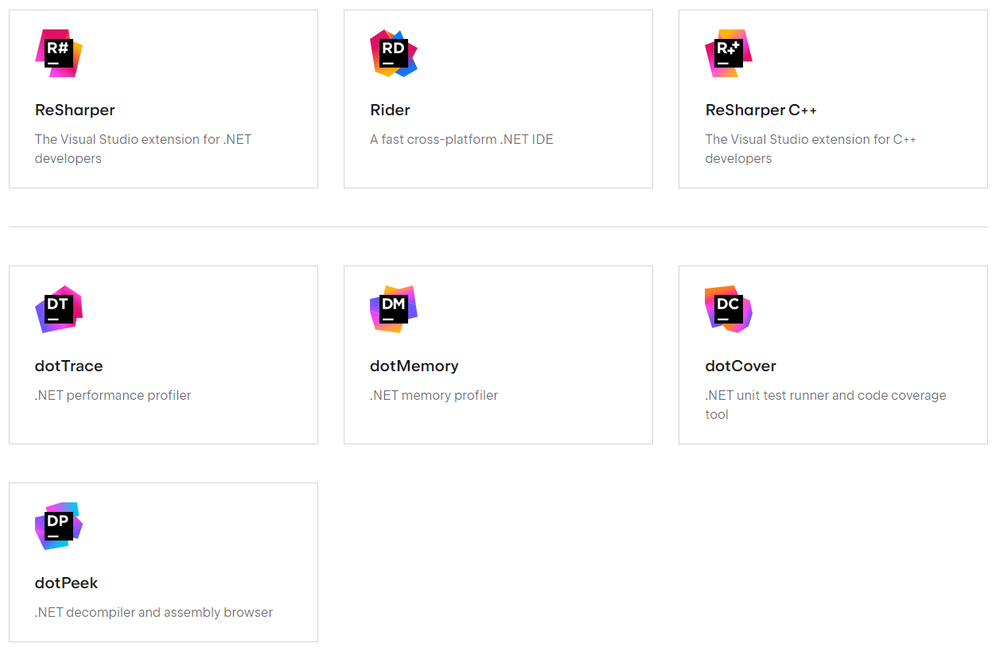 R#
ReSharper
The Visual Studio extension for .NET
developers
RD
Rider
A fast cross-platform .NET IDE
R++
ReSharper C++
The Visual Studio extension for C++
developers
DT
dotTrace
.NET performance profiler
DM
dotMemory
.NET memory profiler
DC
dotCover
.NET unit test runner and code coverage
tool
DP
dotPeek
.NET decompiler and assembly browser